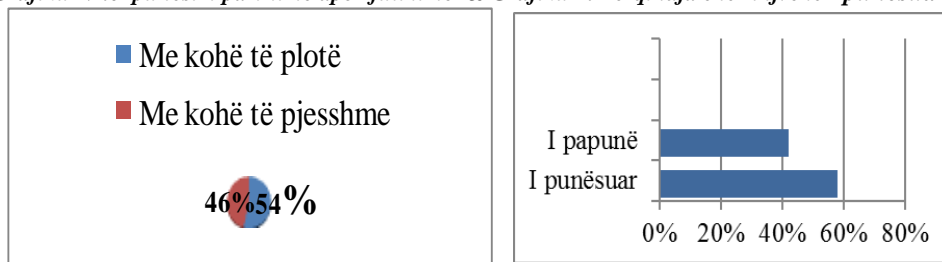 Me kohë të plotë
Me kohë të pjesshme
46%54%
I papunë
I punësuar
0% 20% 40% 60% 80%